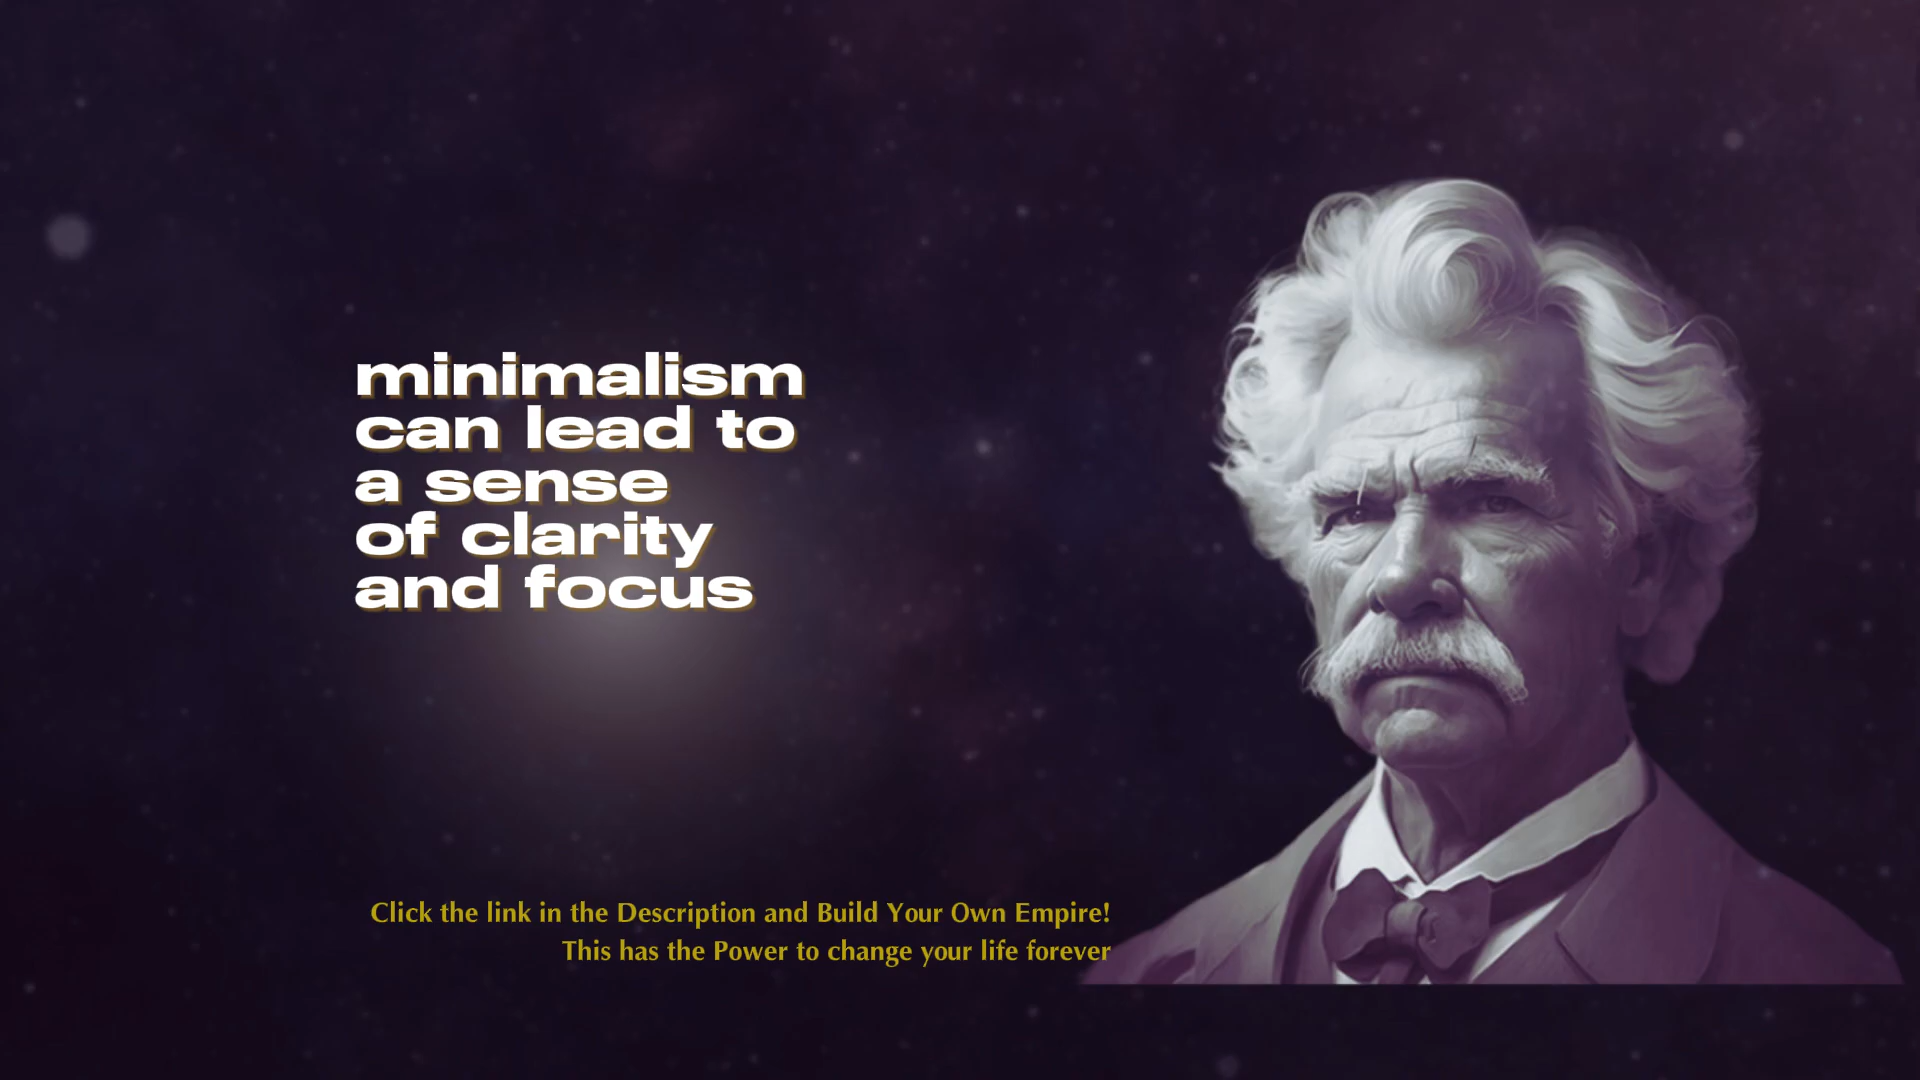 minimalism
can lead to
a sense
of clarity
and focus
Click the link in the Description and Build Your Own Empire!
This has the Power to change your life forever